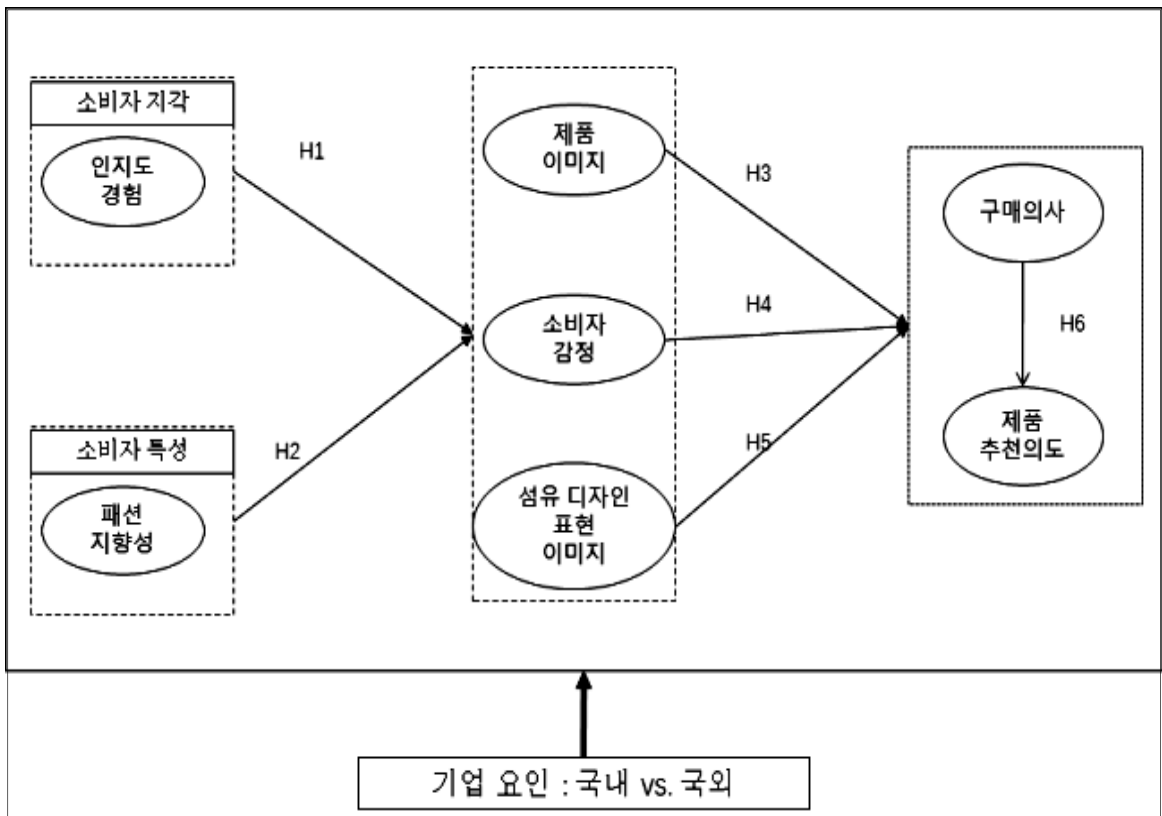 소비자 지각
인지도
경험
H1
소비자 특성
패션
지향성
H2
제품
이미지
소비자
감정
섬유 디자인
표현
이미지
H3
H4
H5
구매의사
H6
제품
추천의도
기업 요인 : 국내 vs. 국외